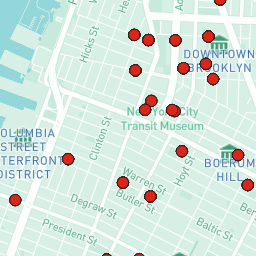 Hicks St
DOWNTOWN
BROOKLYN
New York City
Transit Museum
Clinton St
COLUMBIA
STREET
WATERFRONT
DISTRICT
Hoyt St
BOERUM
HILL
Warren St
Butler St
Degraw St
Baltic St
President St